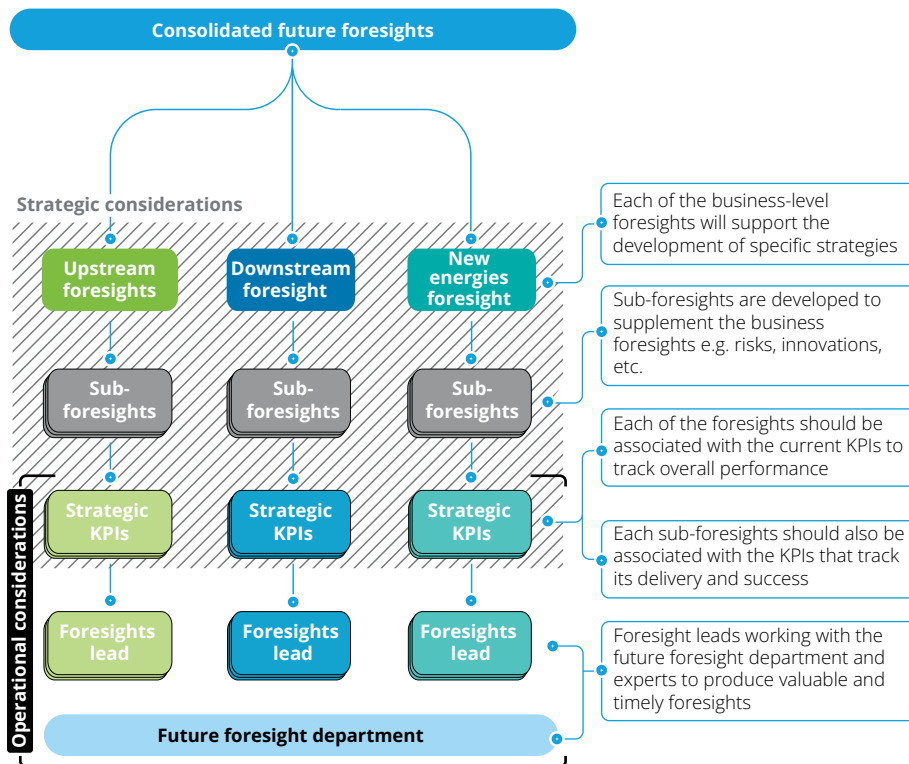 Consolidated future foresights
Strategic considerations
Upstream
foresights
Downstream
foresight
New
energies
foresight
Each of the business-level
foresights will support the
development of specific strategies
Sub-
foresights
Sub-
foresights
Sub-
foresights
Sub-foresights are developed to
supplement the business
foresights e.g. risks, innovations,
etc.
Operational considerations
Strategic
KPIs
Strategic
KPIs
Strategic
KPIs
Each of the foresights should be
associated with the current KPIs to
track overall performance
Each sub-foresights should also be
associated with the KPIs that track
its delivery and success
Foresights
lead
Foresights
lead
Foresights
lead
Foresight leads working with the
future foresight department and
experts to produce valuable and
timely foresights
Future foresight department